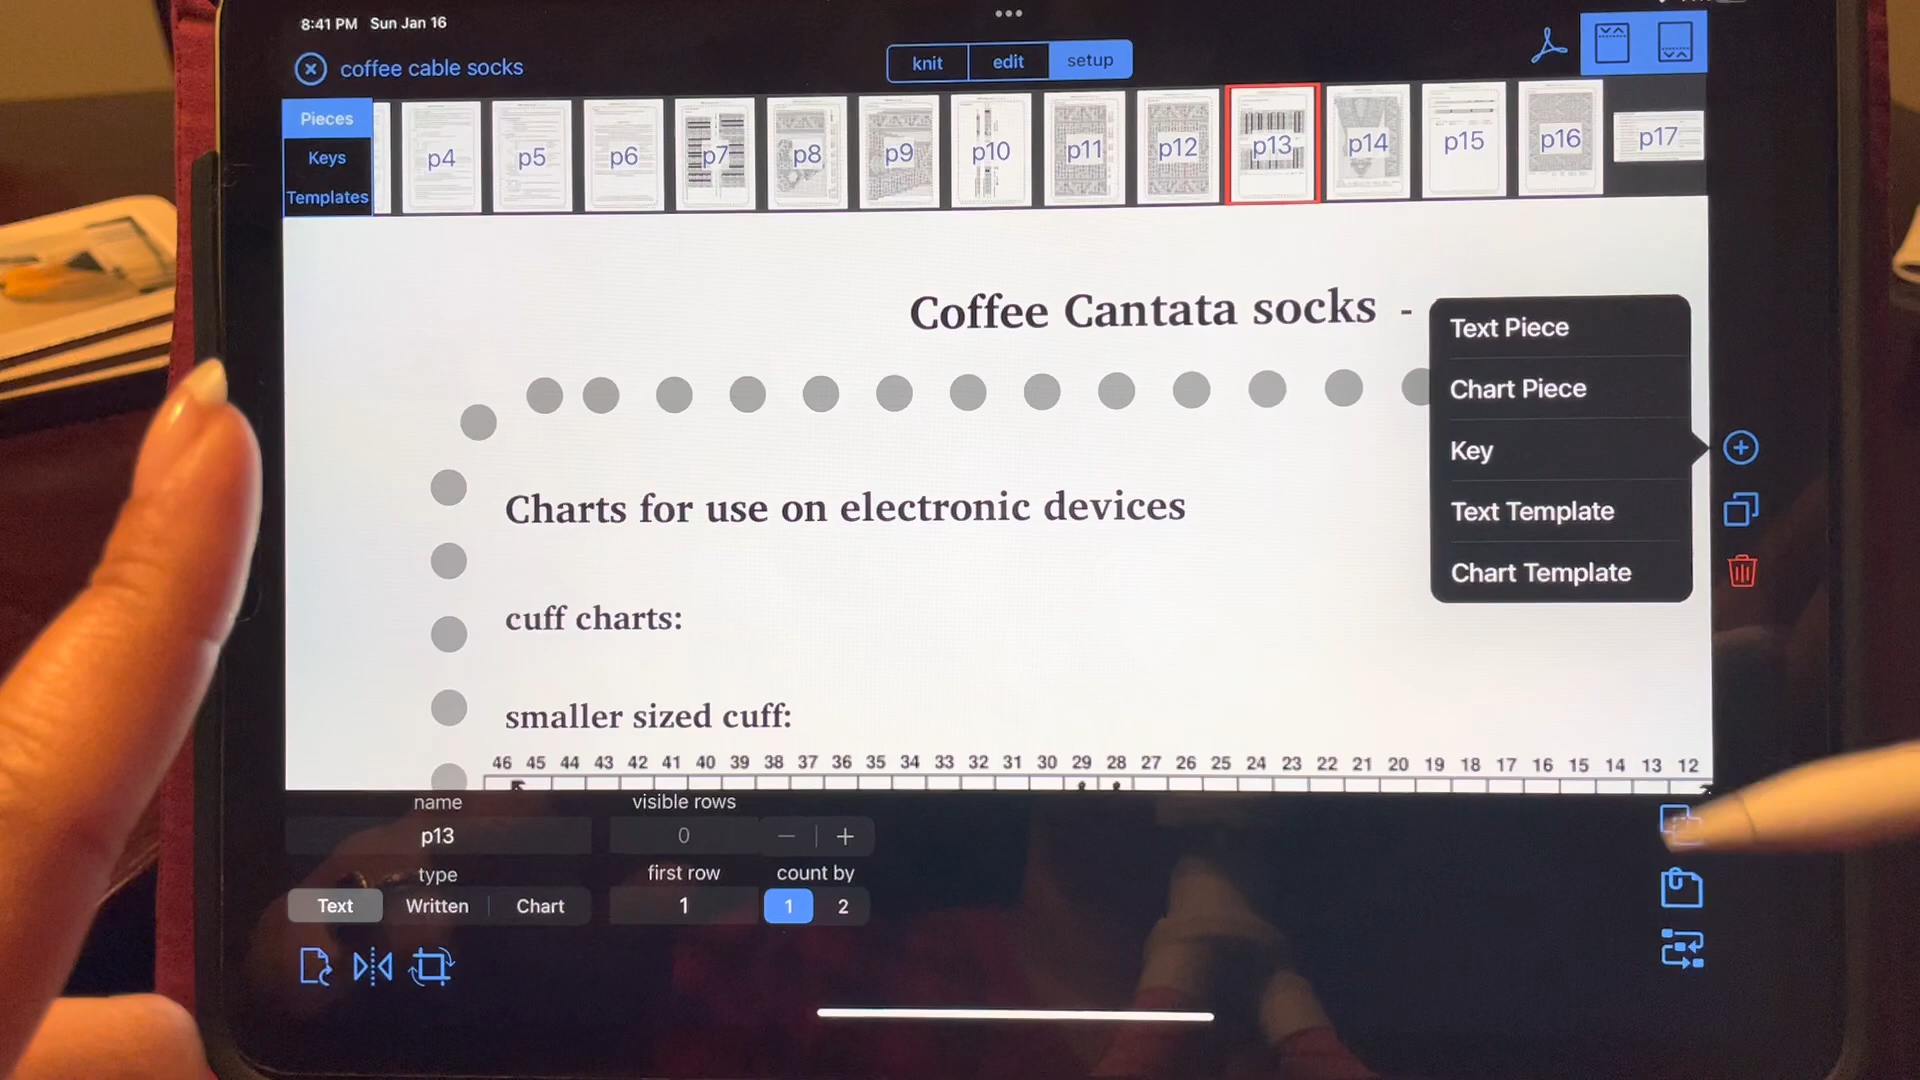 8:41 PM Sun Jan 16
coffee cable socks
knit edit setup
Pieces
Keys
Templates
p4 p5 p6 p7 p8 p9 p10 p11 p12 p13 p14 p15 p16 p17
Coffee Cantata socks -
Text Piece
Chart Piece
Key
Text Template
Chart Template
Charts for use on electronic devices
cuff charts:
smaller sized cuff:
46 45 44 43 42 41 40 39 38 37 36 35 34 33 32 31 30 29 28 27 26 25 24 23 22 21 20 19 18 17 16 15 14 13 12
name visible rows
p13 0 − +
type first row count by
Text Written Chart 1 1 2